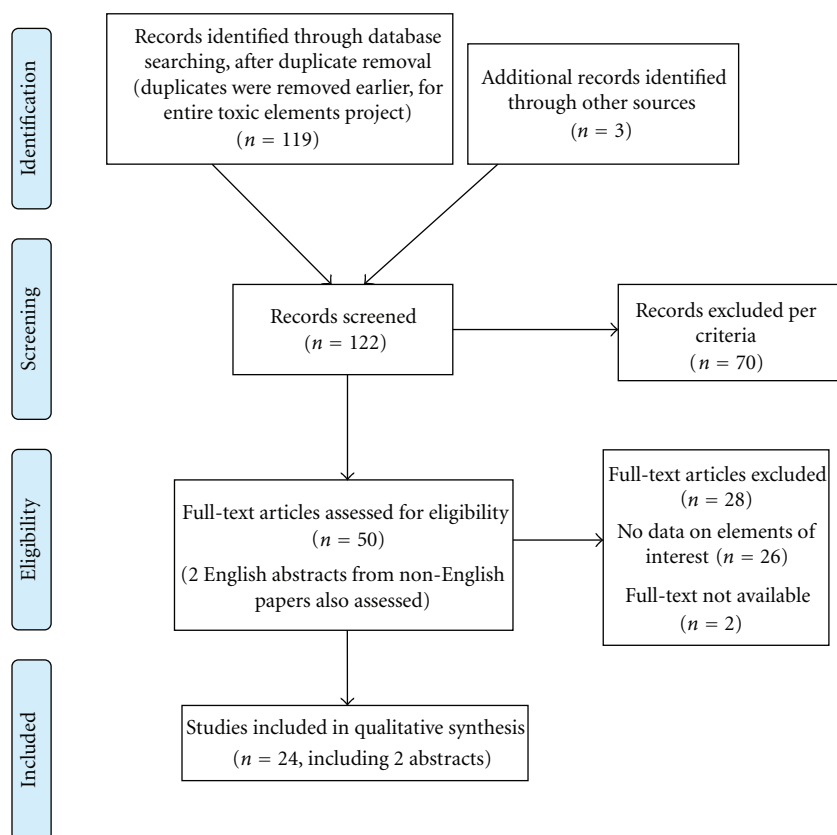 Identification
Records identified through database
searching, after duplicate removal
(duplicates were removed earlier, for
entire toxic elements project)
(n = 119)
Additional records identified
through other sources
(n = 3)
Screening
Records screened
(n = 122)
Records excluded per
criteria
(n = 70)
Eligibility
Full-text articles assessed for eligibility
(n = 50)
(2 English abstracts from non-English
papers also assessed)
Full-text articles excluded
(n = 28)
No data on elements of
interest (n = 26)
Full-text not available
(n = 2)
Included
Studies included in qualitative synthesis
(n = 24, including 2 abstracts)